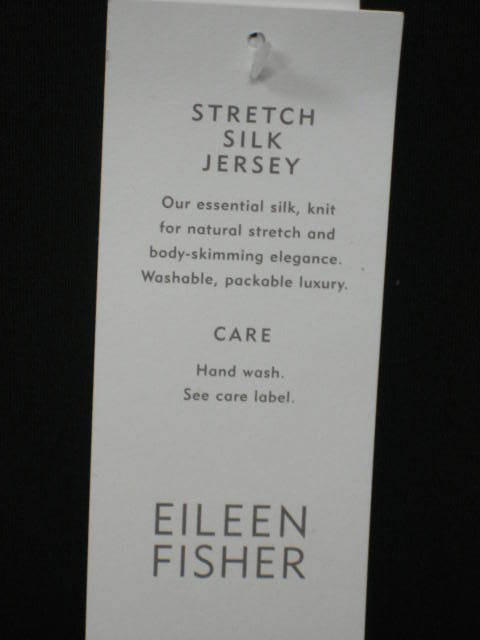 STRETCH
SILK
JERSEY
Our essential silk, knit
for natural stretch and
body-skimming elegance.
Washable, packable luxury.
CARE
Hand wash.
See care label.
EILEEN
FISHER